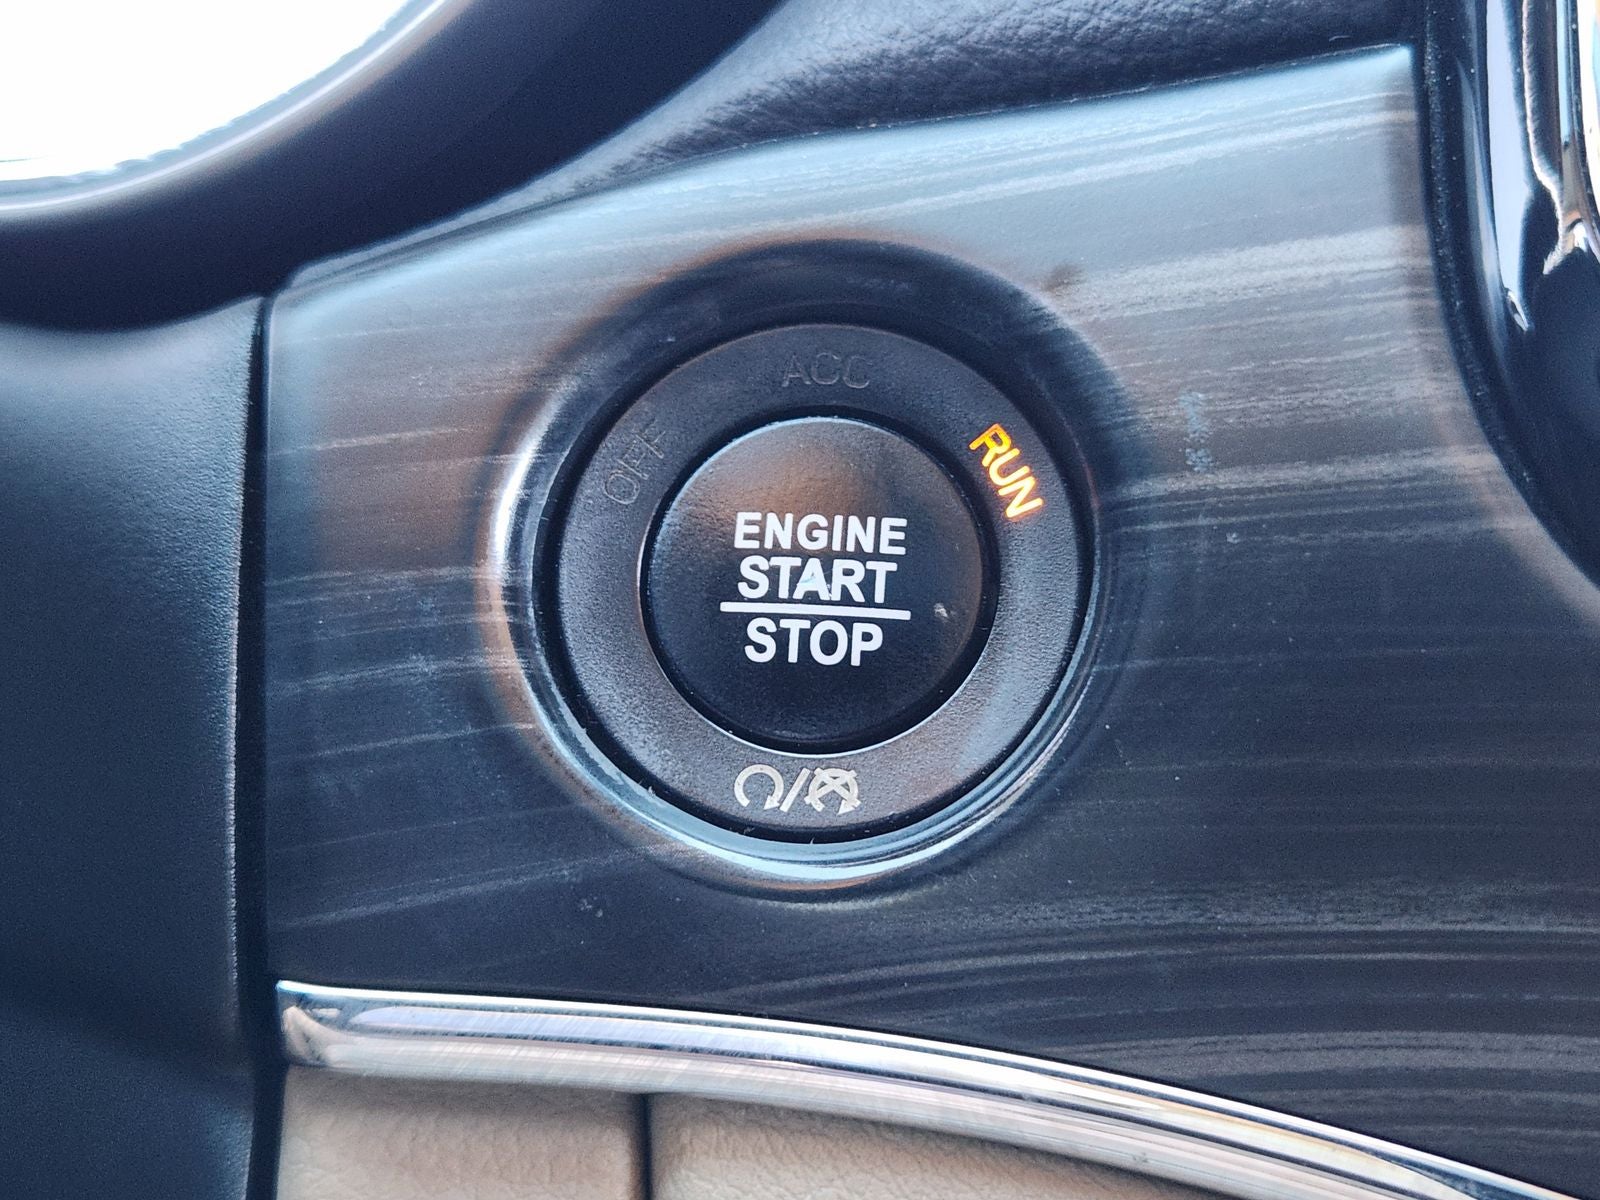 ACC
OFF
RUN
ENGINE
START
STOP